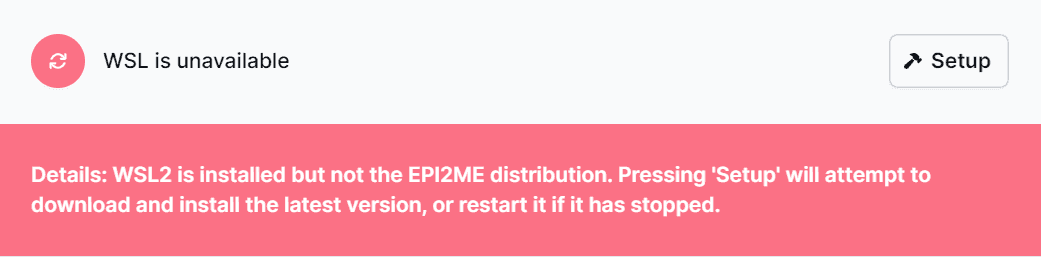 WSL is unavailable
Setup
Details: WSL2 is installed but not the EPI2ME distribution. Pressing 'Setup' will attempt to
download and install the latest version, or restart it if it has stopped.